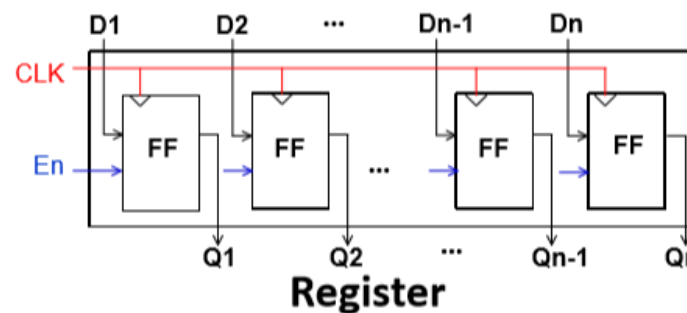 D1 D2 ... Dn-1 Dn
CLK
FF FF FF FF
En ...
Q1 Q2 ... Qn-1 Q
Register